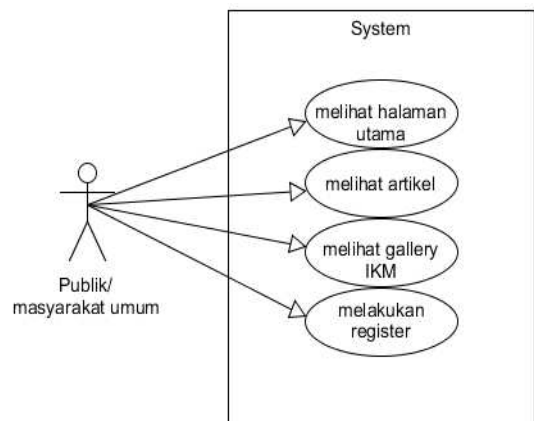 System
melihat halaman
utama
melihat artikel
melihat gallery
IKM
melakukan
register
Publik/
masyarakat umum